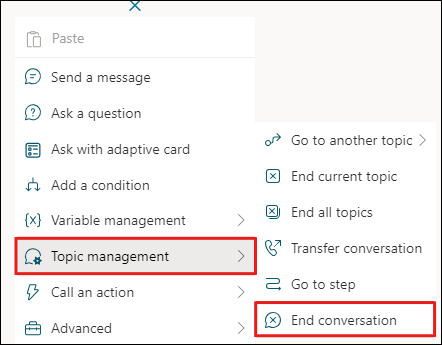 Paste
Send a message
Ask a question
Ask with adaptive card
Add a condition
{x} Variable management
Topic management
Call an action
Advanced
Go to another topic
End current topic
End all topics
Transfer conversation
Go to step
End conversation